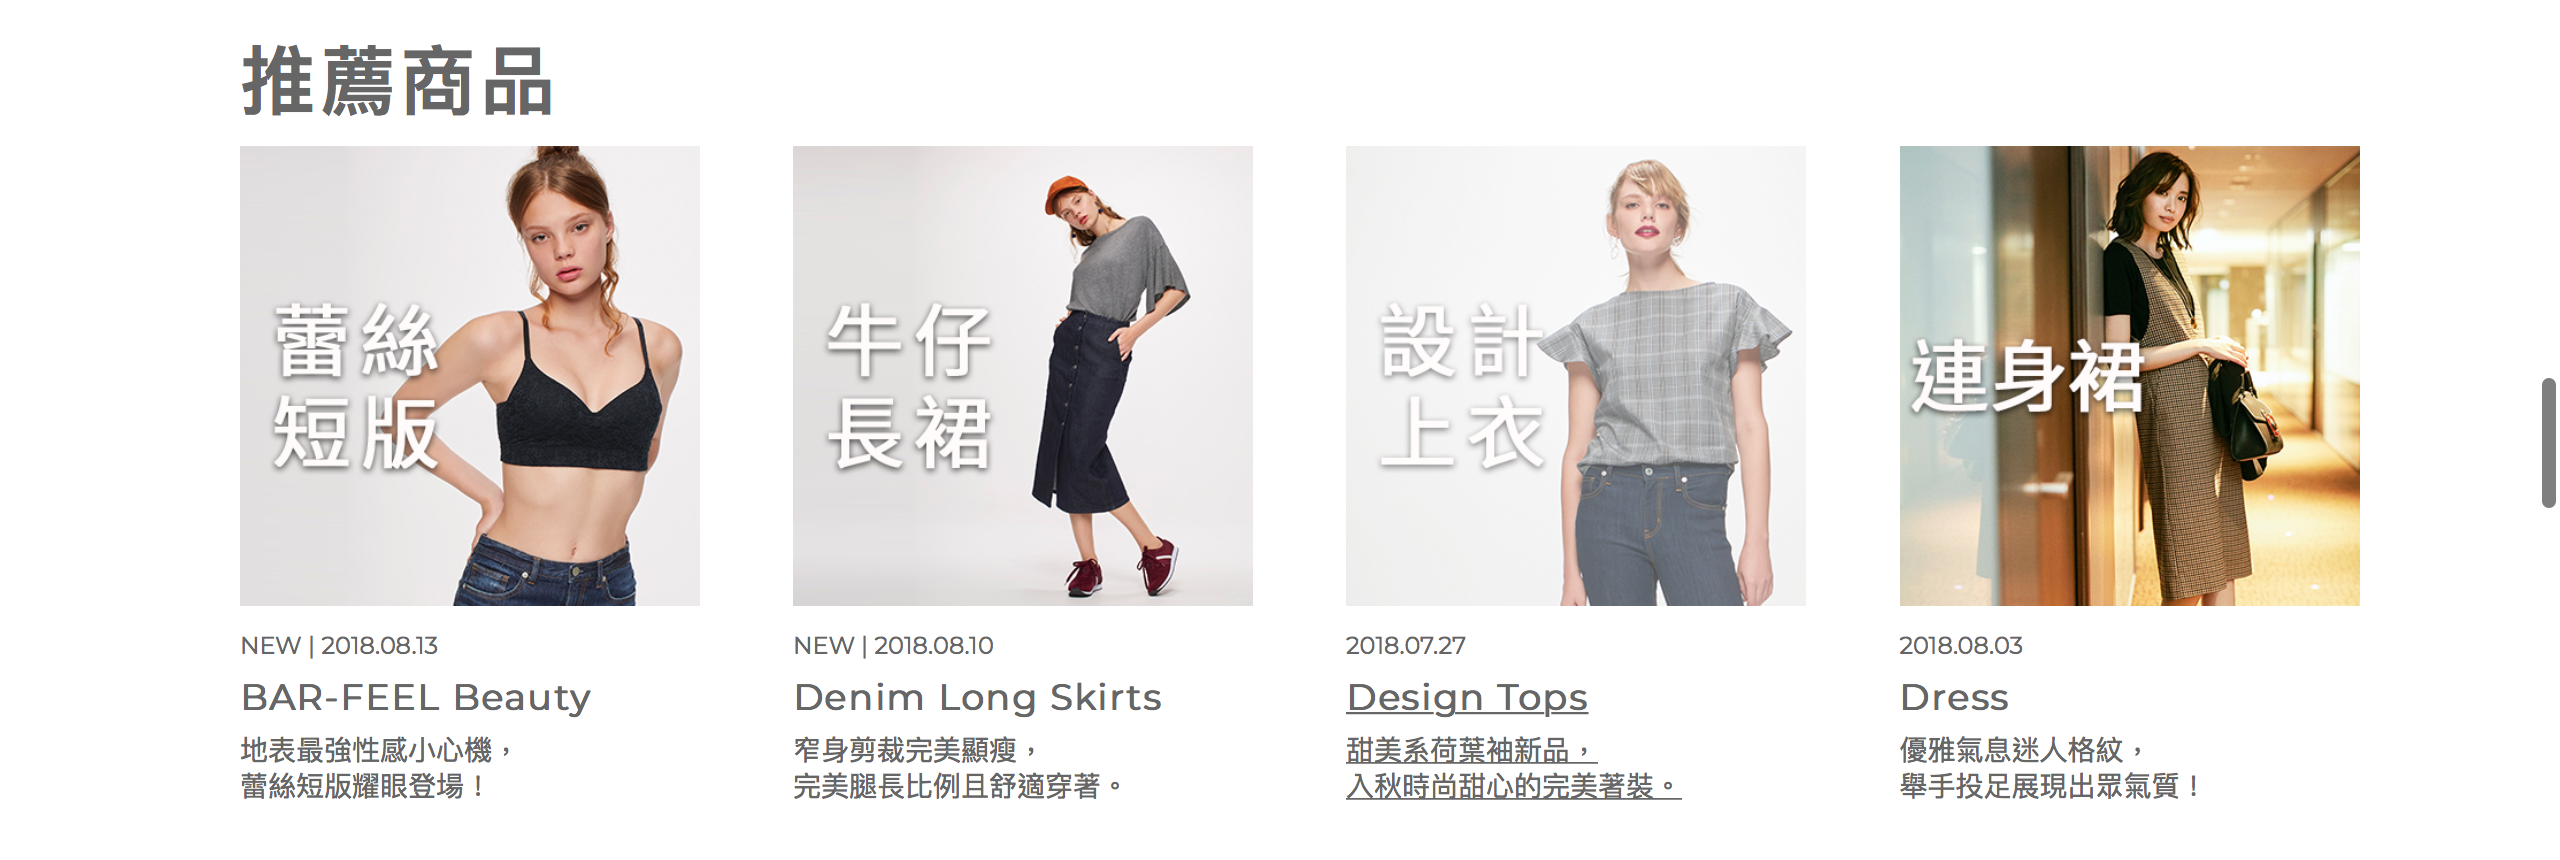 推薦商品
蕾絲
短版
NEW | 2018.08.13
BAR-FEEL Beauty
地表最強性感小心機，
蕾絲短版耀眼登場！
牛仔
長裙
NEW | 2018.08.10
Denim Long Skirts
窄身剪裁完美顯瘦，
完美腿長比例且舒適穿著。
設計
上衣
2018.07.27
Design Tops
甜美系荷葉袖新品，
入秋時尚甜心的完美著裝。
連身裙
2018.08.03
Dress
優雅氣息迷人格紋，
舉手投足展現出眾氣質！